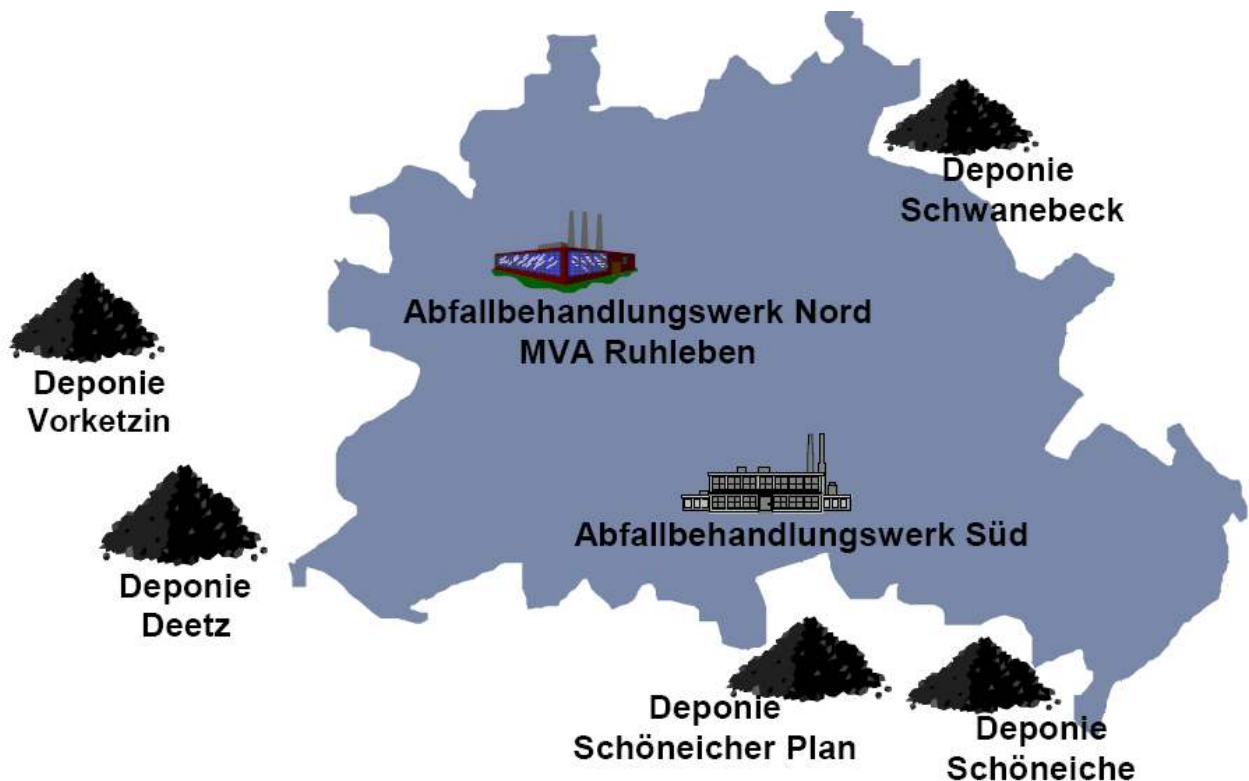 Deponie
Schwanebeck
Abfallbehandlungswerk Nord
MVA Ruhleben
Deponie
Vorketzin
Abfallbehandlungswerk Süd
Deponie
Deetz
Deponie
Schöneicher Plan
Deponie
Schöneiche